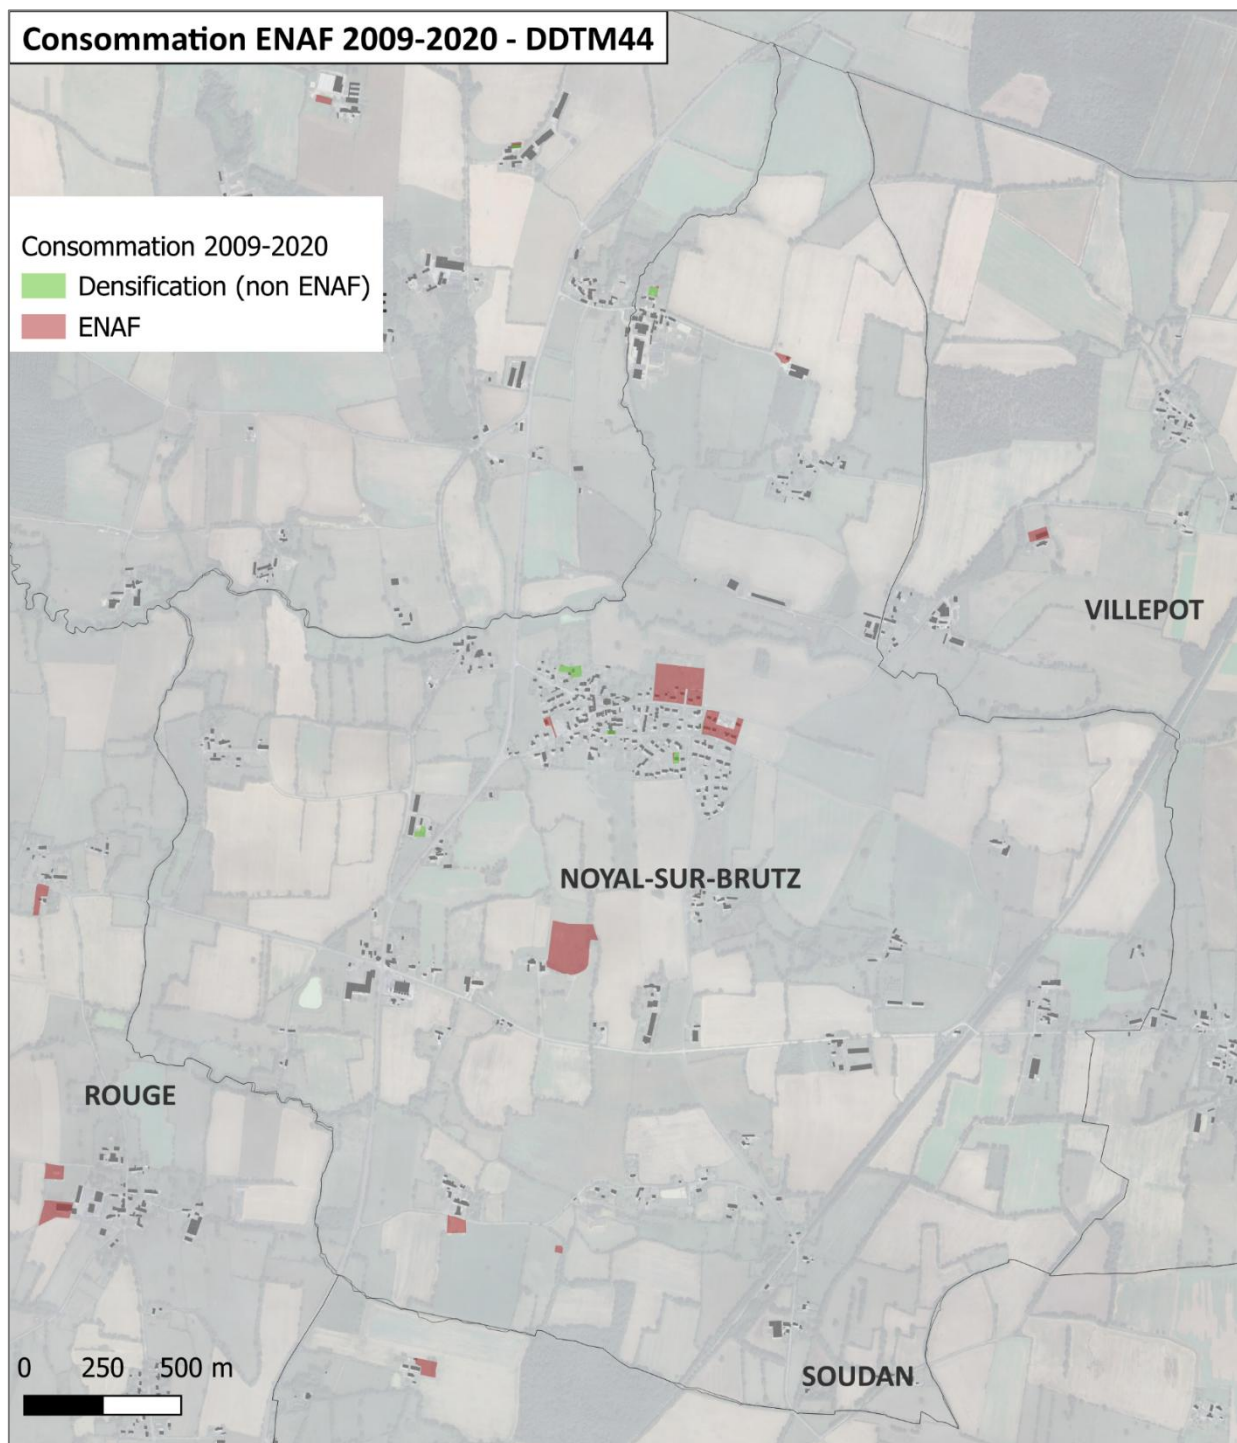 Consommation ENAF 2009-2020 - DDTM44
Consommation 2009-2020
Densification (non ENAF)
ENAF
VILLEPOT
NOYAL-SUR-BRUTZ
ROUGE
SOUDAN
0 250 500 m